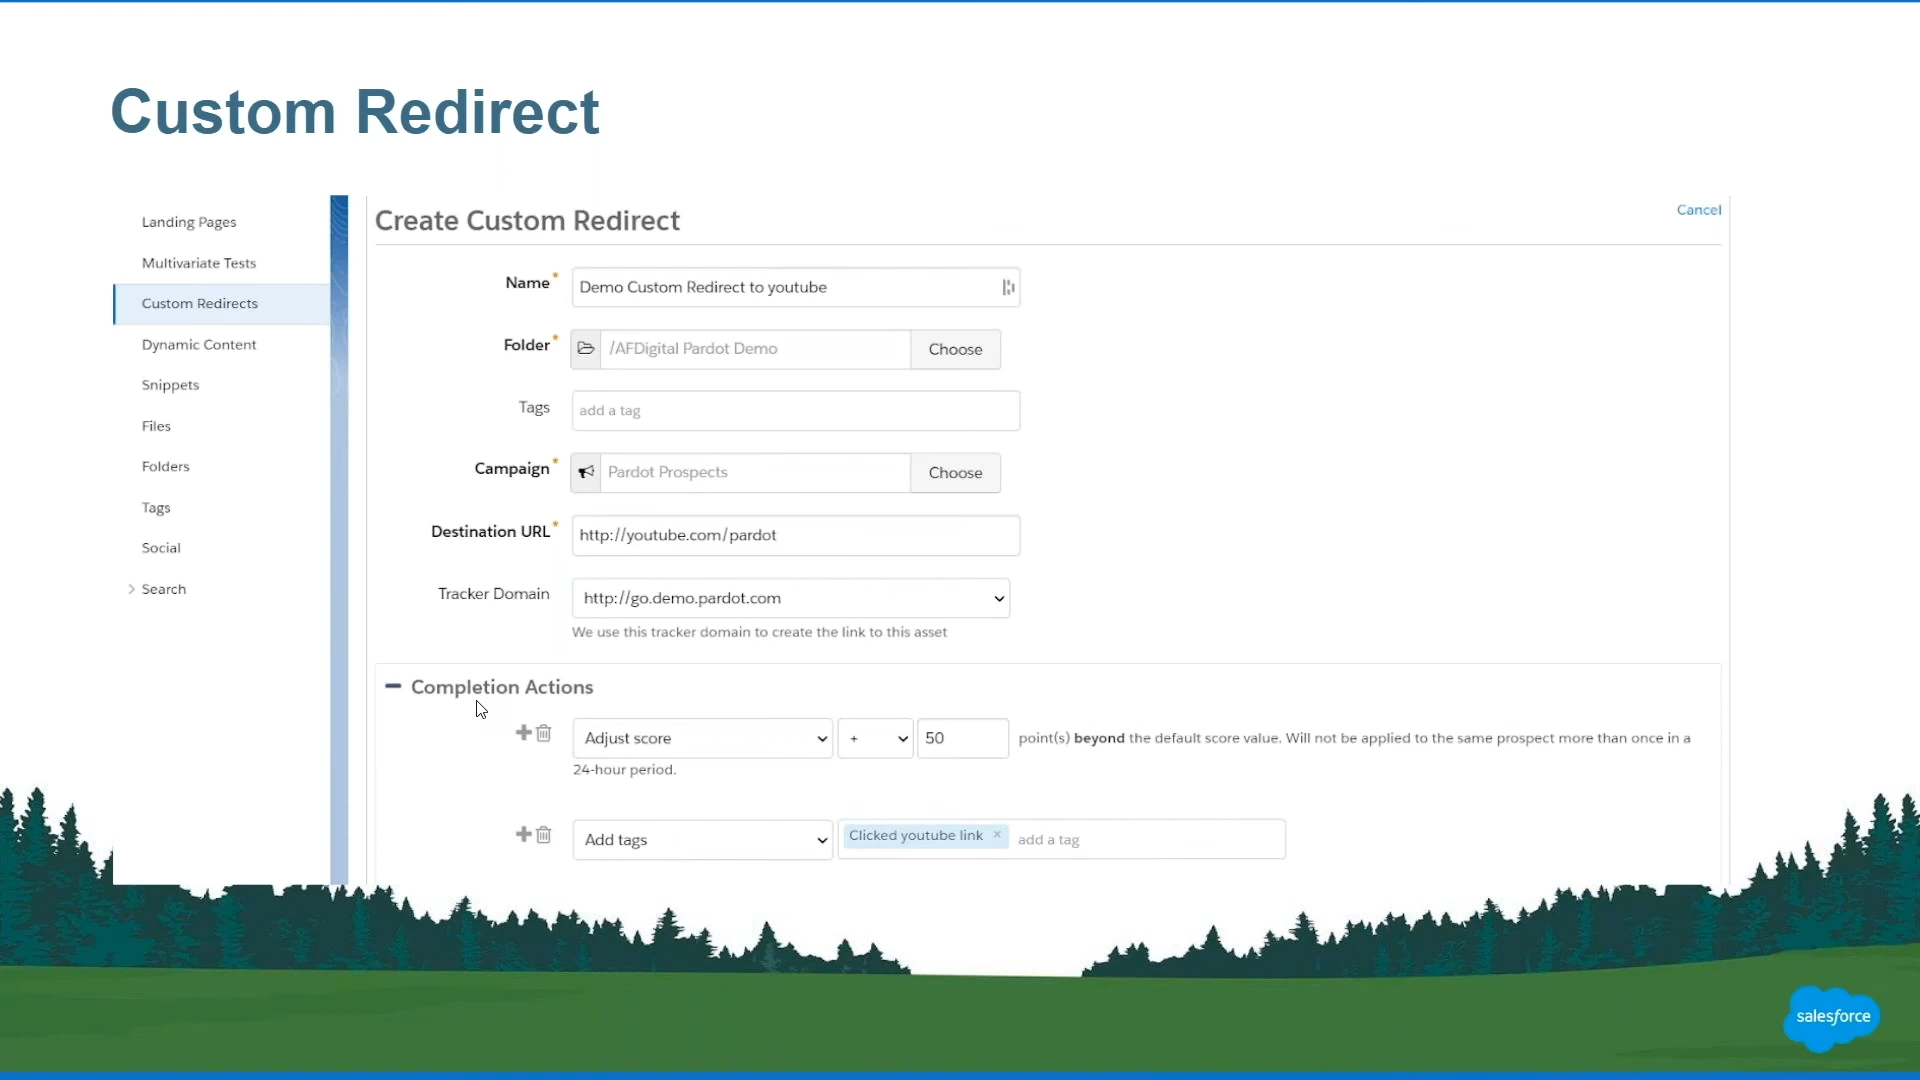 Custom Redirect
Landing Pages
Multivariate Tests
Custom Redirects
Dynamic Content
Snippets
Files
Folders
Tags
Social
Search
Create Custom Redirect
Cancel
Name*
Demo Custom Redirect to youtube
Folder*
/AFDigital Pardot Demo
Choose
Tags
add a tag
Campaign*
Pardot Prospects
Choose
Destination URL*
http://youtube.com/pardot
Tracker Domain
http://go.demo.pardot.com
We use this tracker domain to create the link to this asset
Completion Actions
Adjust score + 50 point(s) beyond the default score value. Will not be applied to the same prospect more than once in a
24-hour period.
Add tags Clicked youtube link × add a tag
salesforce